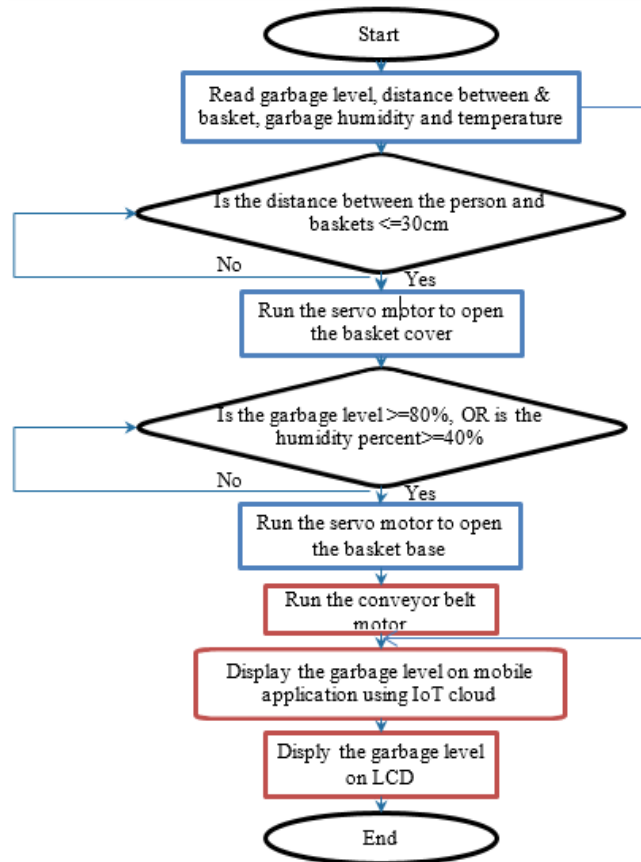 Start
Read garbage level, distance between &
basket, garbage humidity and temperature
Is the distance between the person and
baskets <=30cm
No
Yes
Run the servo motor to open
the basket cover
Is the garbage level >=80%, OR is the
humidity percent>=40%
No
Yes
Run the servo motor to open
the basket base
Run the conveyor belt
motor
Display the garbage level on mobile
application using IoT cloud
Disply the garbage level
on LCD
End